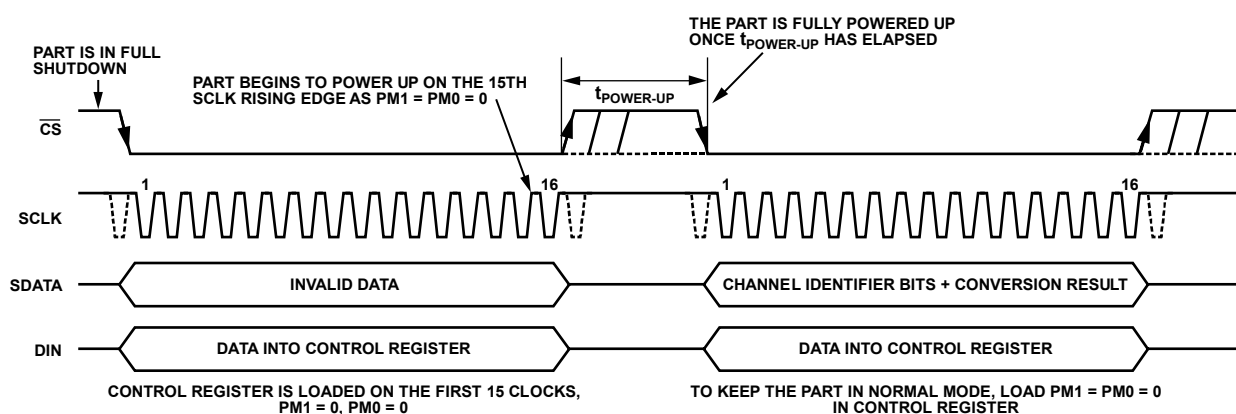 THE PART IS FULLY POWERED UP
ONCE tPOWER-UP HAS ELAPSED
PART IS IN FULL
SHUTDOWN
PART BEGINS TO POWER UP ON THE 15TH
SCLK RISING EDGE AS PM1 = PM0 = 0
tPOWER-UP
CS
1
16
1
16
SCLK
SDATA
INVALID DATA
CHANNEL IDENTIFIER BITS + CONVERSION RESULT
DIN
DATA INTO CONTROL REGISTER
DATA INTO CONTROL REGISTER
CONTROL REGISTER IS LOADED ON THE FIRST 15 CLOCKS,
PM1 = 0, PM0 = 0
TO KEEP THE PART IN NORMAL MODE, LOAD PM1 = PM0 = 0
IN CONTROL REGISTER